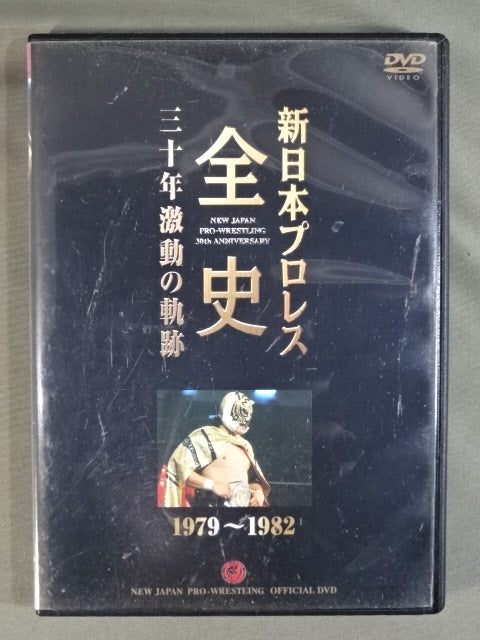 DVD
VIDEO
新日本プロレス
全史
NEW JAPAN
PRO-WRESTLING
30th ANNIVERSARY
三十年激動の軌跡
1979～1982
NEW JAPAN PRO-WRESTLING OFFICIAL DVD